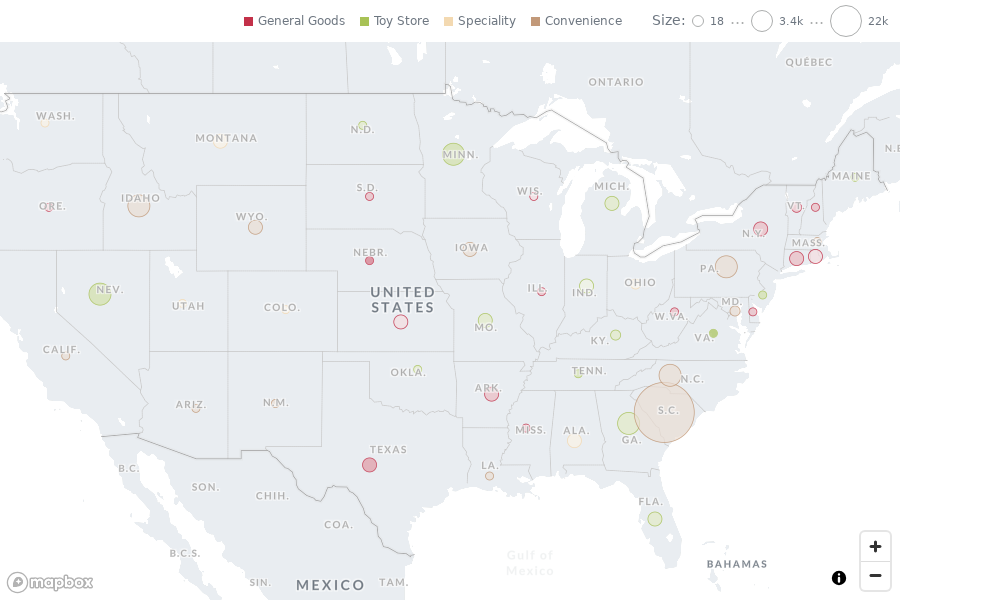 General Goods Toy Store Speciality Convenience Size: 18 ... 3.4k ... 22k
QUÉBEC
ONTARIO
WASH.
N.D.
MONTANA
MINN.
MAINE
S.D.
WIS.
MICH.
IDAHO
ORE.
VT.
WYO.
N.Y.
MASS.
NEBR.
IOWA
PA.
NEV.
UNITED
STATES
ILL.
IND.
OHIO
UTAH
COLO.
MD.
W.VA.
MO.
KY.
VA.
CALIF.
OKLA.
TENN.
N.C.
ARK.
ARIZ.
N.M.
S.C.
MISS.
ALA.
GA.
TEXAS
LA.
B.C.
SON.
CHIH.
FLA.
COA.
B.C.S.
Gulf of
Mexico
BAHAMAS
SIN.
MEXICO
TAM.
mapbox